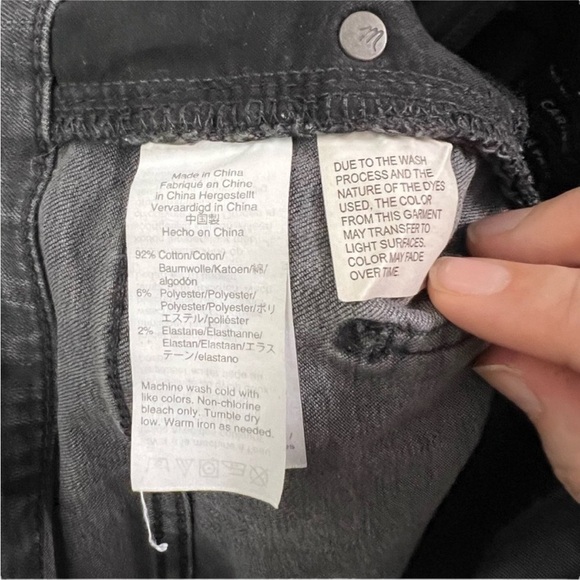 m
Made in China
Fabriqué en Chine
in China Hergestellt
Vervaardigd in China
中国製
Hecho en China
92% Cotton/Coton/
Baumwolle/Katoen/綿/
algodón
6% Polyester/Polyester/
Polyester/Polyester/ポリ
エステル/poliéster
2% Elastane/Élasthanne/
Elastan/Elastaan/エラス
テーン/elastano
Machine wash cold with
like colors. Non-chlorine
bleach only. Tumble dry
low. Warm iron as needed.
DUE TO THE WASH
PROCESS AND THE
NATURE OF THE DYES
USED, THE COLOR
FROM THIS GARMENT
MAY TRANSFER TO
LIGHT SURFACES.
COLOR MAY FADE
OVER TIME.